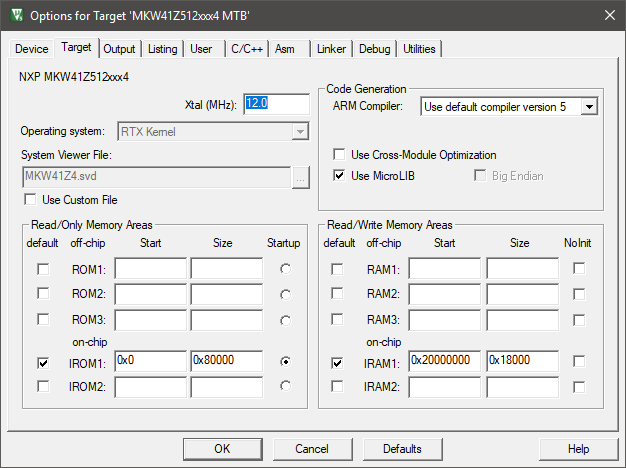 Options for Target 'MKW41Z512xxx4 MTB'
Device Target Output Listing User C/C++ Asm Linker Debug Utilities
NXP MKW41Z512xxx4
Xtal (MHz): 12.0
Operating system: RTX Kernel
System Viewer File:
MKW41Z4.svd ...
Use Custom File
Code Generation
ARM Compiler: Use default compiler version 5
Use Cross-Module Optimization
Use MicroLIB Big Endian
Read/Only Memory Areas
default off-chip Start Size Startup
ROM1:
ROM2:
ROM3:
on-chip
IROM1: 0x0 0x80000
IROM2:
Read/Write Memory Areas
default off-chip Start Size NoInit
RAM1:
RAM2:
RAM3:
on-chip
IRAM1: 0x20000000 0x18000
IRAM2:
OK Cancel Defaults Help